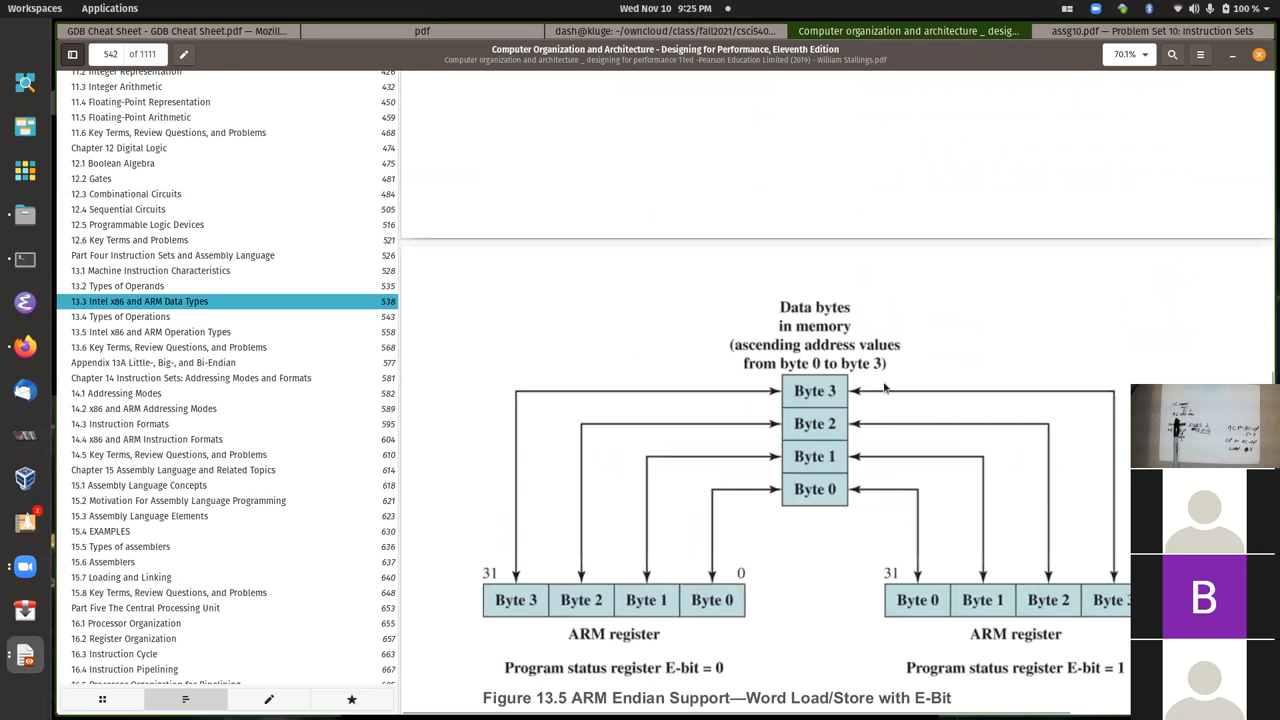 Workspaces
Applications
Wed Nov 10 9:25 PM
100 %
GDB Cheat Sheet - GDB Cheat Sheet.pdf — Mozill...
pdf
dash@kluge: ~/owncloud/class/fall2021/csci540...
Computer organization and architecture _ desig...
assg10.pdf — Problem Set 10: Instruction Sets
542
of 1111
Computer Organization and Architecture - Designing for Performance, Eleventh Edition
Computer organization and architecture _ designing for performance 11ed -Pearson Education Limited (2019) - William Stallings.pdf
70.1%
11.2 Integer Representation 426
11.3 Integer Arithmetic 432
11.4 Floating-Point Representation 450
11.5 Floating-Point Arithmetic 459
11.6 Key Terms, Review Questions, and Problems 468
Chapter 12 Digital Logic 474
12.1 Boolean Algebra 475
12.2 Gates 481
12.3 Combinational Circuits 484
12.4 Sequential Circuits 505
12.5 Programmable Logic Devices 516
12.6 Key Terms and Problems 521
Part Four Instruction Sets and Assembly Language 526
13.1 Machine Instruction Characteristics 528
13.2 Types of Operands 535
13.3 Intel x86 and ARM Data Types 538
13.4 Types of Operations 543
13.5 Intel x86 and ARM Operation Types 558
13.6 Key Terms, Review Questions, and Problems 568
Appendix 13A Little-, Big-, and Bi-Endian 577
Chapter 14 Instruction Sets: Addressing Modes and Formats 581
14.1 Addressing Modes 582
14.2 x86 and ARM Addressing Modes 589
14.3 Instruction Formats 595
14.4 x86 and ARM Instruction Formats 604
14.5 Key Terms, Review Questions, and Problems 610
Chapter 15 Assembly Language and Related Topics 614
15.1 Assembly Language Concepts 618
15.2 Motivation For Assembly Language Programming 621
15.3 Assembly Language Elements 623
15.4 EXAMPLES 630
15.5 Types of assemblers 636
15.6 Assemblers 637
15.7 Loading and Linking 640
15.8 Key Terms, Review Questions, and Problems 648
Part Five The Central Processing Unit 653
16.1 Processor Organization 655
16.2 Register Organization 657
16.3 Instruction Cycle 663
16.4 Instruction Pipelining 667
Data bytes
in memory
(ascending address values
from byte 0 to byte 3)
Byte 3
Byte 2
Byte 1
Byte 0
31 0
Byte 3 Byte 2 Byte 1 Byte 0
ARM register
Program status register E-bit = 0
31
Byte 0 Byte 1 Byte 2 Byte 3
ARM register
Program status register E-bit = 1
Figure 13.5 ARM Endian Support—Word Load/Store with E-Bit
2
B